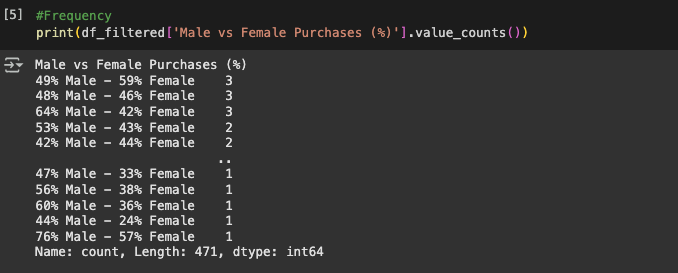 [5]
#Frequency
print(df_filtered['Male vs Female Purchases (%)'].value_counts())
Male vs Female Purchases (%)
49% Male – 59% Female    3
48% Male – 46% Female    3
64% Male – 42% Female    3
53% Male – 43% Female    2
42% Male – 44% Female    2
                        ..
47% Male – 33% Female    1
56% Male – 38% Female    1
60% Male – 36% Female    1
44% Male – 24% Female    1
76% Male – 57% Female    1
Name: count, Length: 471, dtype: int64